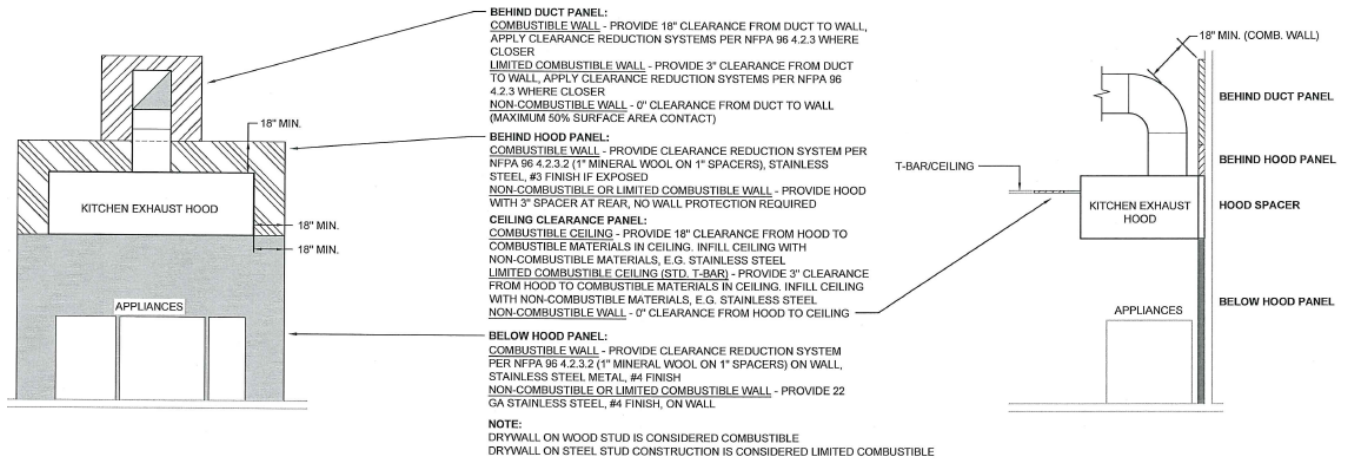 18" MIN.
KITCHEN EXHAUST HOOD
18" MIN.
18" MIN.
APPLIANCES
BEHIND DUCT PANEL:
COMBUSTIBLE WALL - PROVIDE 18" CLEARANCE FROM DUCT TO WALL,
APPLY CLEARANCE REDUCTION SYSTEMS PER NFPA 96 4.2.3 WHERE
CLOSER
LIMITED COMBUSTIBLE WALL - PROVIDE 3" CLEARANCE FROM DUCT
TO WALL, APPLY CLEARANCE REDUCTION SYSTEMS PER NFPA 96
4.2.3 WHERE CLOSER
NON-COMBUSTIBLE WALL - 0" CLEARANCE FROM DUCT TO WALL
(MAXIMUM 50% SURFACE AREA CONTACT)
BEHIND HOOD PANEL:
COMBUSTIBLE WALL - PROVIDE CLEARANCE REDUCTION SYSTEM PER
NFPA 96 4.2.3.2 (1" MINERAL WOOL ON 1" SPACERS), STAINLESS
STEEL, #3 FINISH IF EXPOSED
NON-COMBUSTIBLE OR LIMITED COMBUSTIBLE WALL - PROVIDE HOOD
WITH 3" SPACER AT REAR, NO WALL PROTECTION REQUIRED
CEILING CLEARANCE PANEL:
COMBUSTIBLE CEILING - PROVIDE 18" CLEARANCE FROM HOOD TO
COMBUSTIBLE MATERIALS IN CEILING. INFILL CEILING WITH
NON-COMBUSTIBLE MATERIALS, E.G. STAINLESS STEEL
LIMITED COMBUSTIBLE CEILING (STD. T-BAR) - PROVIDE 3" CLEARANCE
FROM HOOD TO COMBUSTIBLE MATERIALS IN CEILING. INFILL CEILING
WITH NON-COMBUSTIBLE MATERIALS, E.G. STAINLESS STEEL
NON-COMBUSTIBLE WALL - 0" CLEARANCE FROM HOOD TO CEILING
BELOW HOOD PANEL:
COMBUSTIBLE WALL - PROVIDE CLEARANCE REDUCTION SYSTEM
PER NFPA 96 4.2.3.2 (1" MINERAL WOOL ON 1" SPACERS) ON WALL,
STAINLESS STEEL METAL, #4 FINISH
NON-COMBUSTIBLE OR LIMITED COMBUSTIBLE WALL - PROVIDE 22
GA STAINLESS STEEL, #4 FINISH, ON WALL
NOTE:
DRYWALL ON WOOD STUD IS CONSIDERED COMBUSTIBLE
DRYWALL ON STEEL STUD CONSTRUCTION IS CONSIDERED LIMITED COMBUSTIBLE
18" MIN. (COMB. WALL)
BEHIND DUCT PANEL
BEHIND HOOD PANEL
T-BAR/CEILING
KITCHEN EXHAUST
HOOD
HOOD SPACER
BELOW HOOD PANEL
APPLIANCES